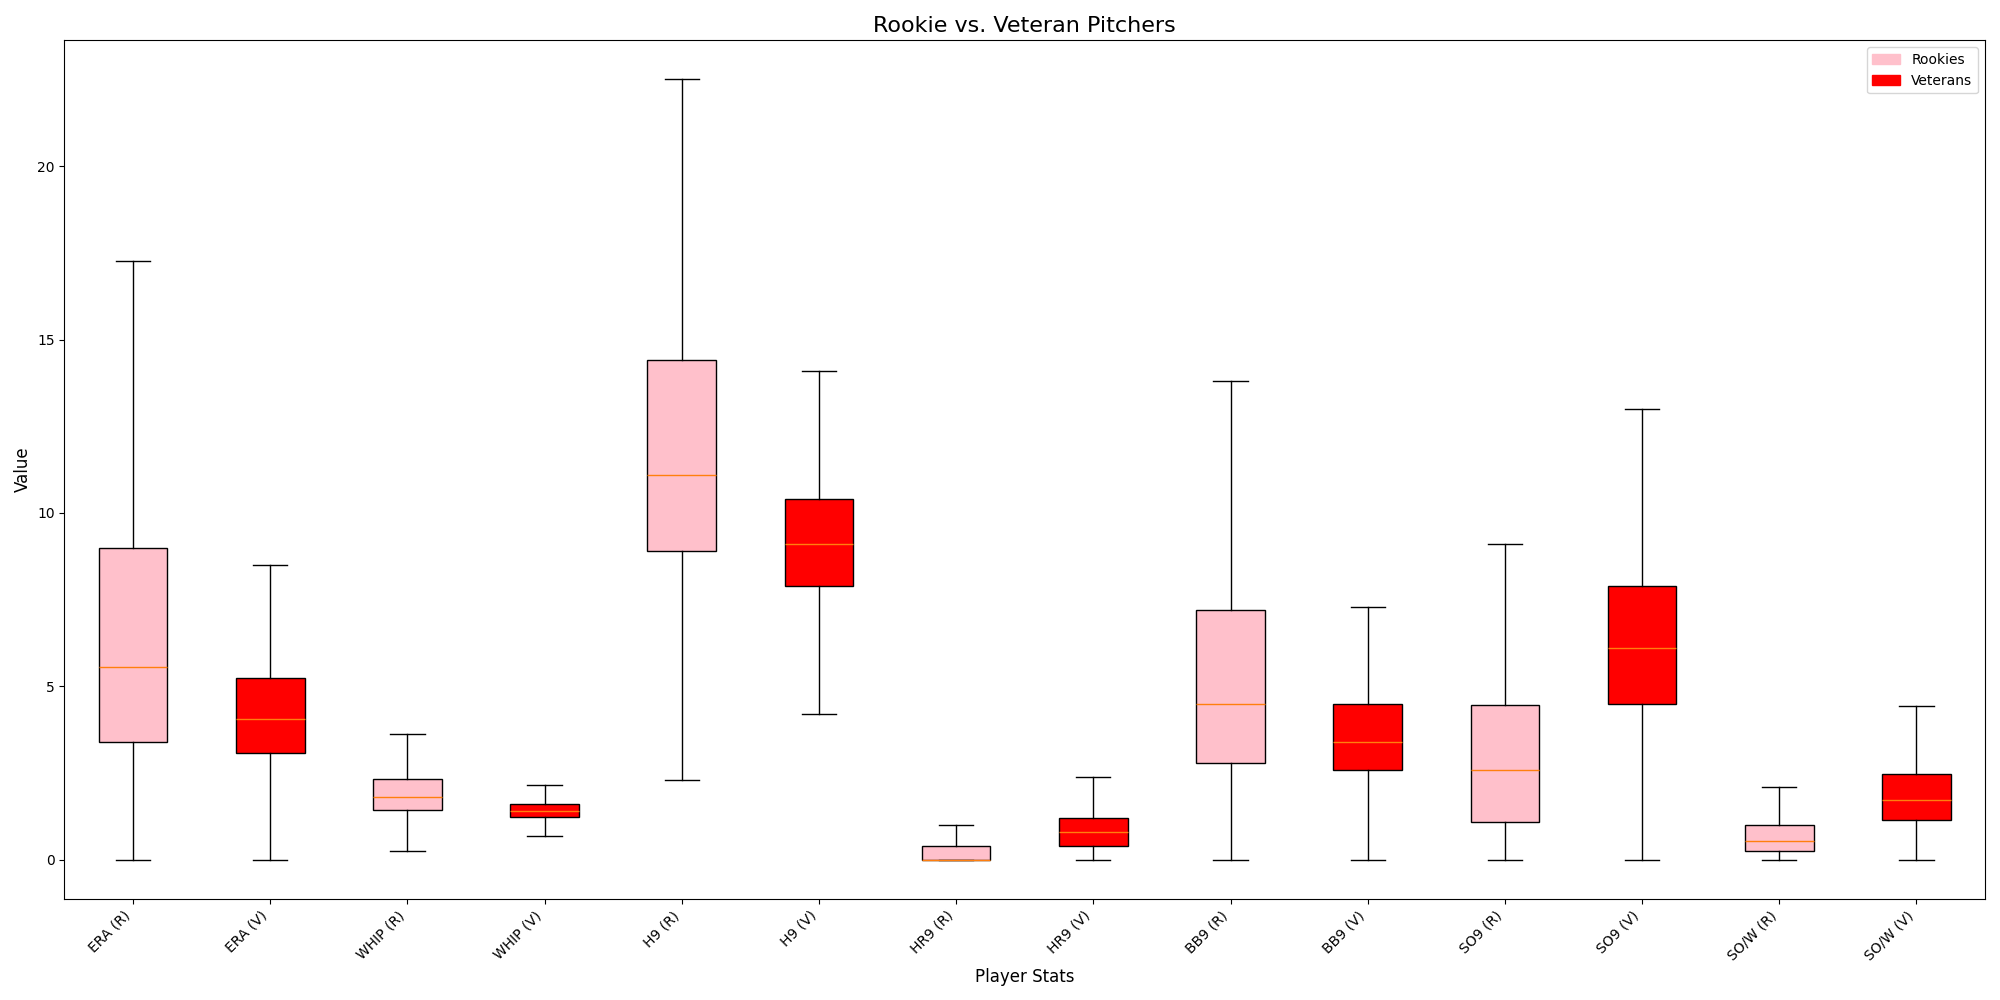 Rookie vs. Veteran Pitchers
Rookies
Veterans
Value
20
15
10
5
0
ERA (R)
ERA (V)
WHIP (R)
WHIP (V)
H9 (R)
H9 (V)
HR9 (R)
HR9 (V)
BB9 (R)
BB9 (V)
SO9 (R)
SO9 (V)
SO/W (R)
SO/W (V)
Player Stats